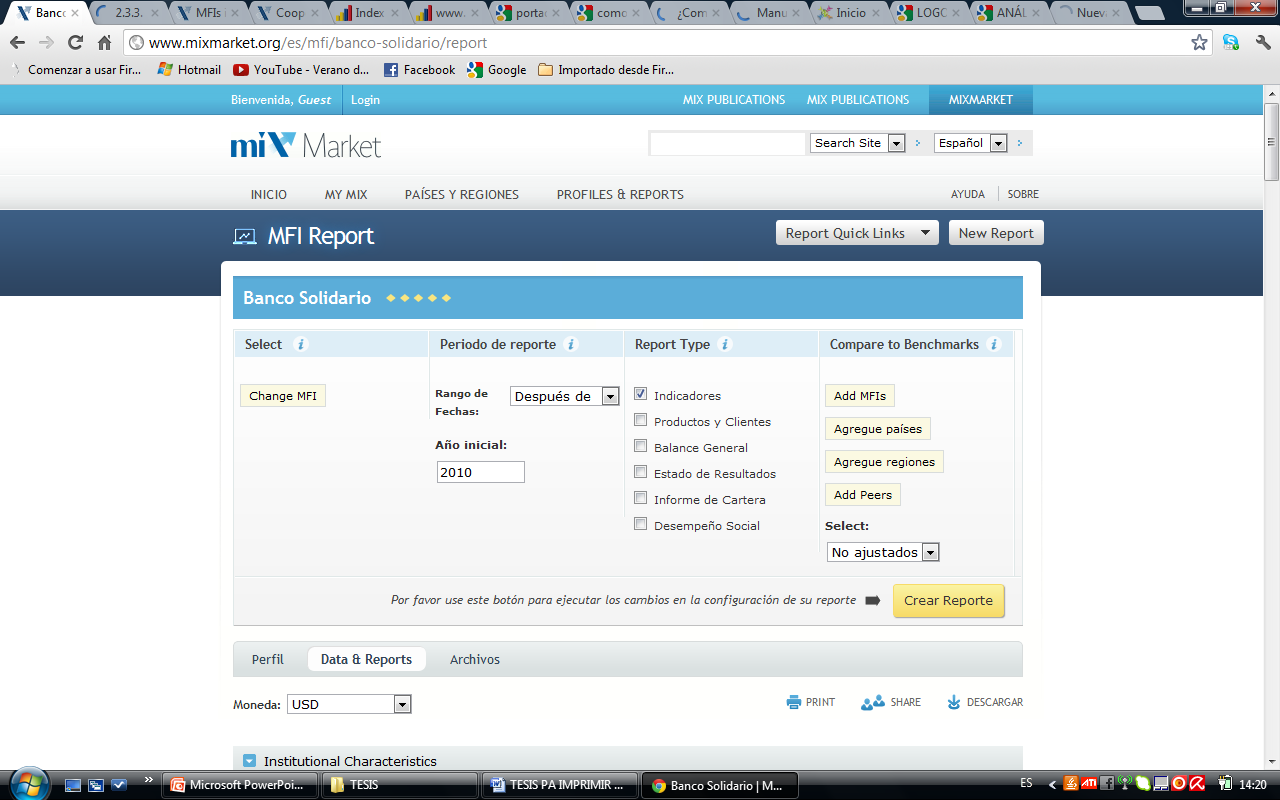 Banco
2.3.3.
MFIs i
Coop
Index
www.
porta
como
¿Com
Manu
Inicio
LOGO
ANÁL
Nueva
www.mixmarket.org/es/mfi/banco-solidario/report
Comenzar a usar Fir... Hotmail YouTube - Verano d... Facebook Google Importado desde Fir...
Bienvenida, Guest Login MIX PUBLICATIONS MIX PUBLICATIONS MIXMARKET
mix Market Search Site Español
INICIO MY MIX PAÍSES Y REGIONES PROFILES & REPORTS AYUDA SOBRE
MFI Report Report Quick Links New Report
Banco Solidario
Select i Periodo de reporte i Report Type i Compare to Benchmarks i
Change MFI
Rango de
Fechas:
Después de
Año inicial:
2010
Indicadores
Productos y Clientes
Balance General
Estado de Resultados
Informe de Cartera
Desempeño Social
Add MFIs
Agregue países
Agregue regiones
Add Peers
Select:
No ajustados
Por favor use este botón para ejecutar los cambios en la configuración de su reporte Crear Reporte
Perfil Data & Reports Archivos
Moneda: USD PRINT SHARE DESCARGAR
Institutional Characteristics
Microsoft PowerPoi... TESIS TESIS PA IMPRIMIR ... Banco Solidario | M... ES ATI 14:20